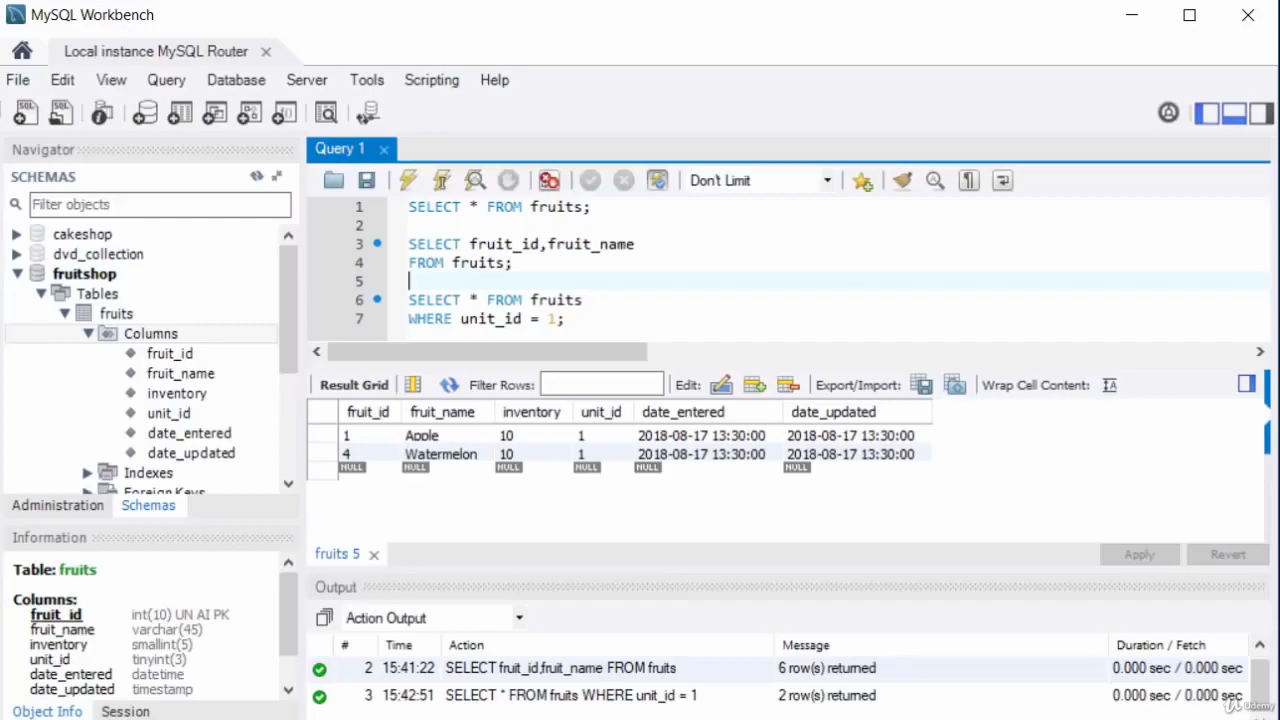 MySQL Workbench
Local instance MySQL Router
File Edit View Query Database Server Tools Scripting Help
Navigator
SCHEMAS
Filter objects
cakeshop
dvd_collection
fruitshop
Tables
fruits
Columns
fruit_id
fruit_name
inventory
unit_id
date_entered
date_updated
Indexes
Foreign Keys
Administration Schemas
Information
Table: fruits
Columns:
fruit_id int(10) UN AI PK
fruit_name varchar(45)
inventory smallint(5)
unit_id tinyint(3)
date_entered datetime
date_updated timestamp
Object Info Session
Query 1
Don't Limit
1 SELECT * FROM fruits;
2
3 SELECT fruit_id,fruit_name
4 FROM fruits;
5
6 SELECT * FROM fruits
7 WHERE unit_id = 1;
Result Grid Filter Rows: Edit: Export/Import: Wrap Cell Content: IA
fruit_id fruit_name inventory unit_id date_entered date_updated
1 Apple 10 1 2018-08-17 13:30:00 2018-08-17 13:30:00
4 Watermelon 10 1 2018-08-17 13:30:00 2018-08-17 13:30:00
NULL NULL NULL NULL NULL NULL
fruits 5
Apply Revert
Output
Action Output
# Time Action Message Duration / Fetch
2 15:41:22 SELECT fruit_id,fruit_name FROM fruits 6 row(s) returned 0.000 sec / 0.000 sec
3 15:42:51 SELECT * FROM fruits WHERE unit_id = 1 2 row(s) returned 0.000 sec / 0.000 sec
Udemy